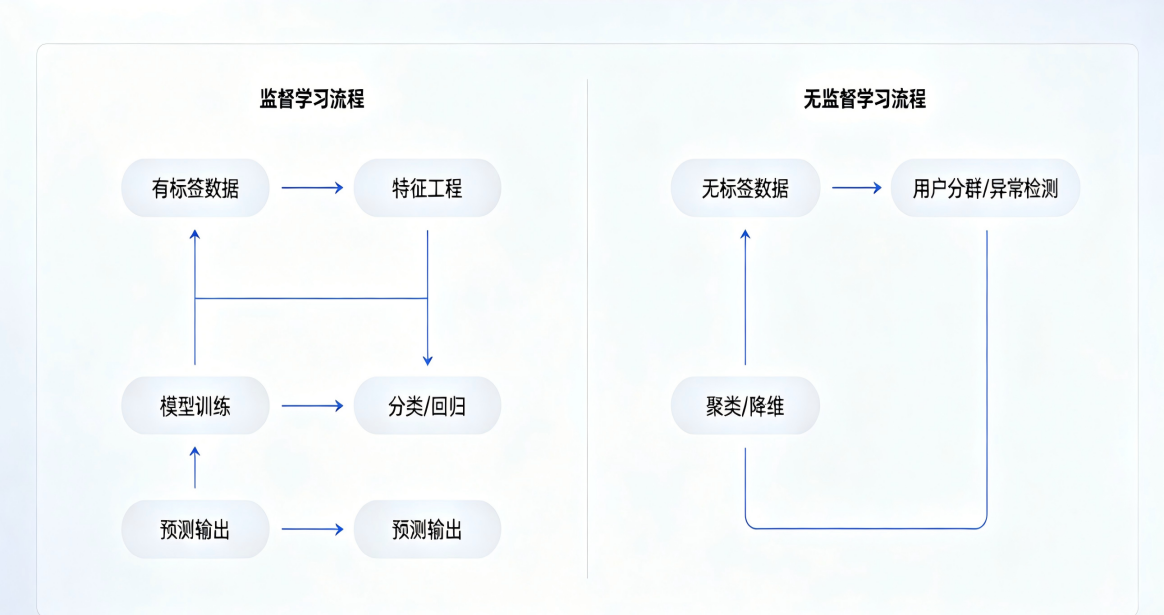 监督学习流程
有标签数据
特征工程
模型训练
分类/回归
预测输出
预测输出
无监督学习流程
无标签数据
用户分群/异常检测
聚类/降维